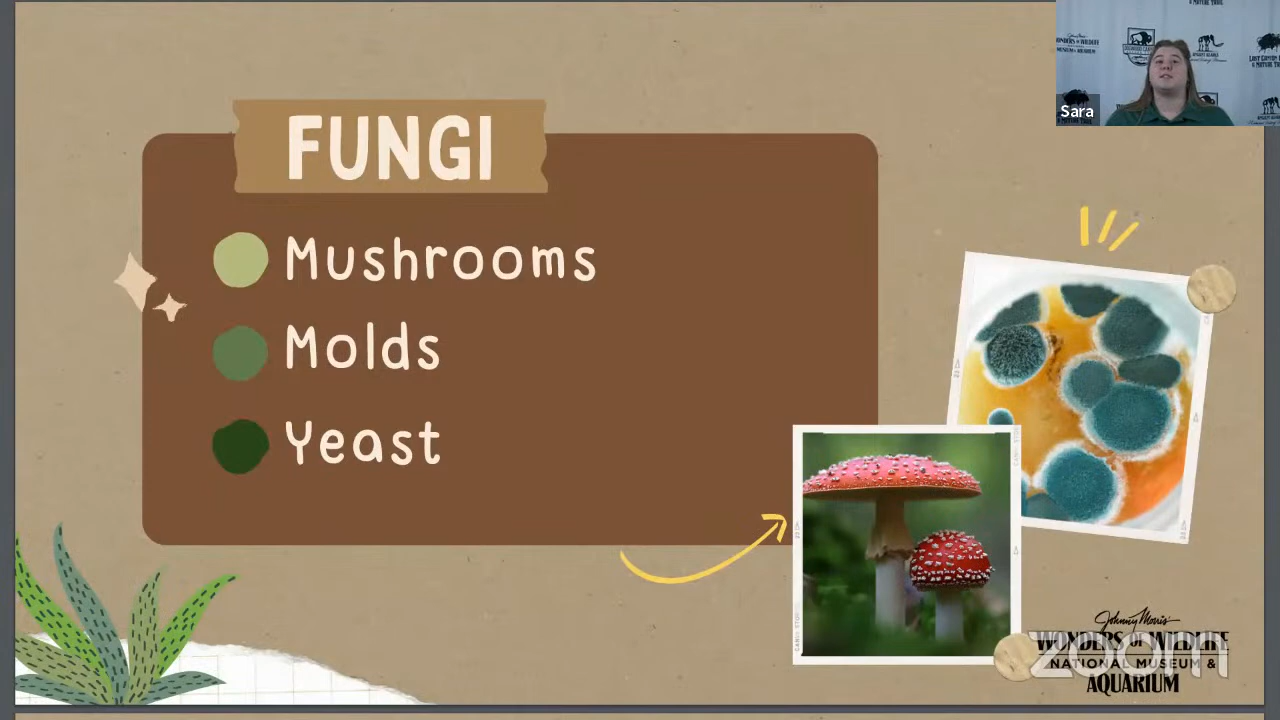 FUNGI
Mushrooms
Molds
Yeast
Sara
Johnny Morris
WONDERS OF WILDLIFE
NATIONAL MUSEUM &
AQUARIUM
zoom